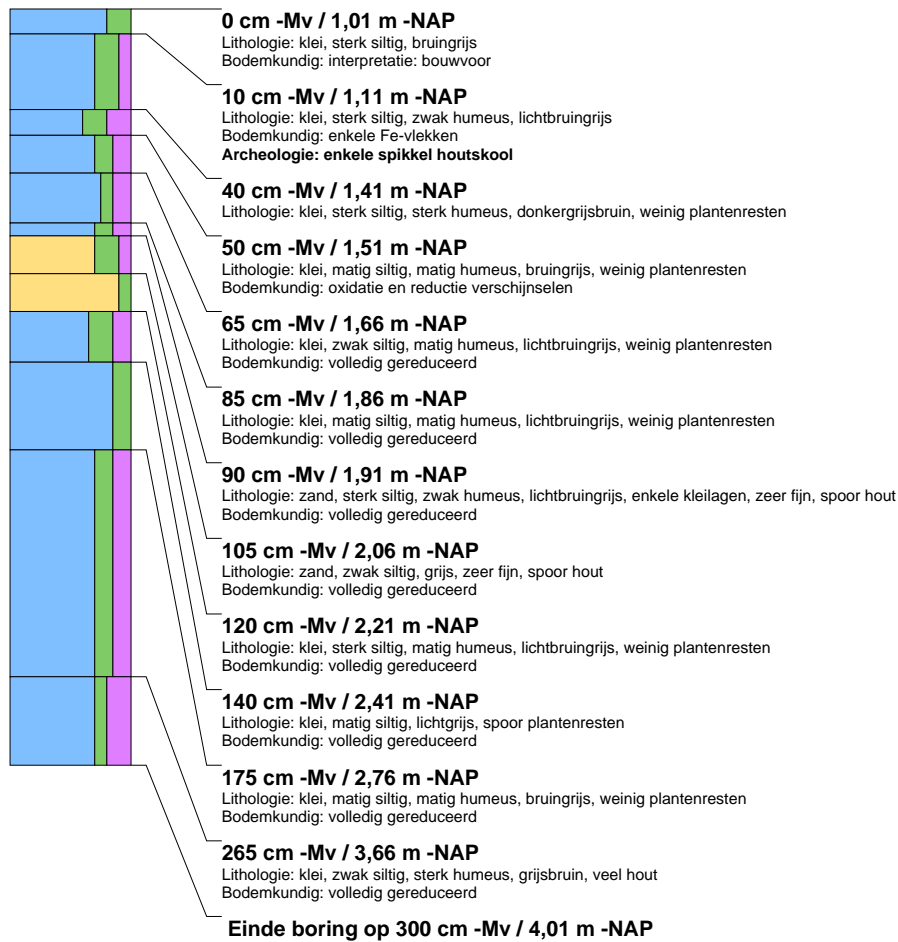 0 cm -Mv / 1,01 m -NAP
Lithologie: klei, sterk siltig, bruingrijs
Bodemkundig: interpretatie: bouwvoor
10 cm -Mv / 1,11 m -NAP
Lithologie: klei, sterk siltig, zwak humeus, lichtbruingrijs
Bodemkundig: enkele Fe-vlekken
Archeologie: enkele spikkel houtskool
40 cm -Mv / 1,41 m -NAP
Lithologie: klei, sterk siltig, sterk humeus, donkergrijsbruin, weinig plantenresten
50 cm -Mv / 1,51 m -NAP
Lithologie: klei, matig siltig, matig humeus, bruingrijs, weinig plantenresten
Bodemkundig: oxidatie en reductie verschijnselen
65 cm -Mv / 1,66 m -NAP
Lithologie: klei, zwak siltig, matig humeus, lichtbruingrijs, weinig plantenresten
Bodemkundig: volledig gereduceerd
85 cm -Mv / 1,86 m -NAP
Lithologie: klei, matig siltig, matig humeus, lichtbruingrijs, weinig plantenresten
Bodemkundig: volledig gereduceerd
90 cm -Mv / 1,91 m -NAP
Lithologie: zand, sterk siltig, zwak humeus, lichtbruingrijs, enkele kleilagen, zeer fijn, spoor hout
Bodemkundig: volledig gereduceerd
105 cm -Mv / 2,06 m -NAP
Lithologie: zand, zwak siltig, grijs, zeer fijn, spoor hout
Bodemkundig: volledig gereduceerd
120 cm -Mv / 2,21 m -NAP
Lithologie: klei, sterk siltig, matig humeus, lichtbruingrijs, weinig plantenresten
Bodemkundig: volledig gereduceerd
140 cm -Mv / 2,41 m -NAP
Lithologie: klei, matig siltig, lichtgrijs, spoor plantenresten
Bodemkundig: volledig gereduceerd
175 cm -Mv / 2,76 m -NAP
Lithologie: klei, matig siltig, matig humeus, bruingrijs, weinig plantenresten
Bodemkundig: volledig gereduceerd
265 cm -Mv / 3,66 m -NAP
Lithologie: klei, zwak siltig, sterk humeus, grijsbruin, veel hout
Bodemkundig: volledig gereduceerd
Einde boring op 300 cm -Mv / 4,01 m -NAP